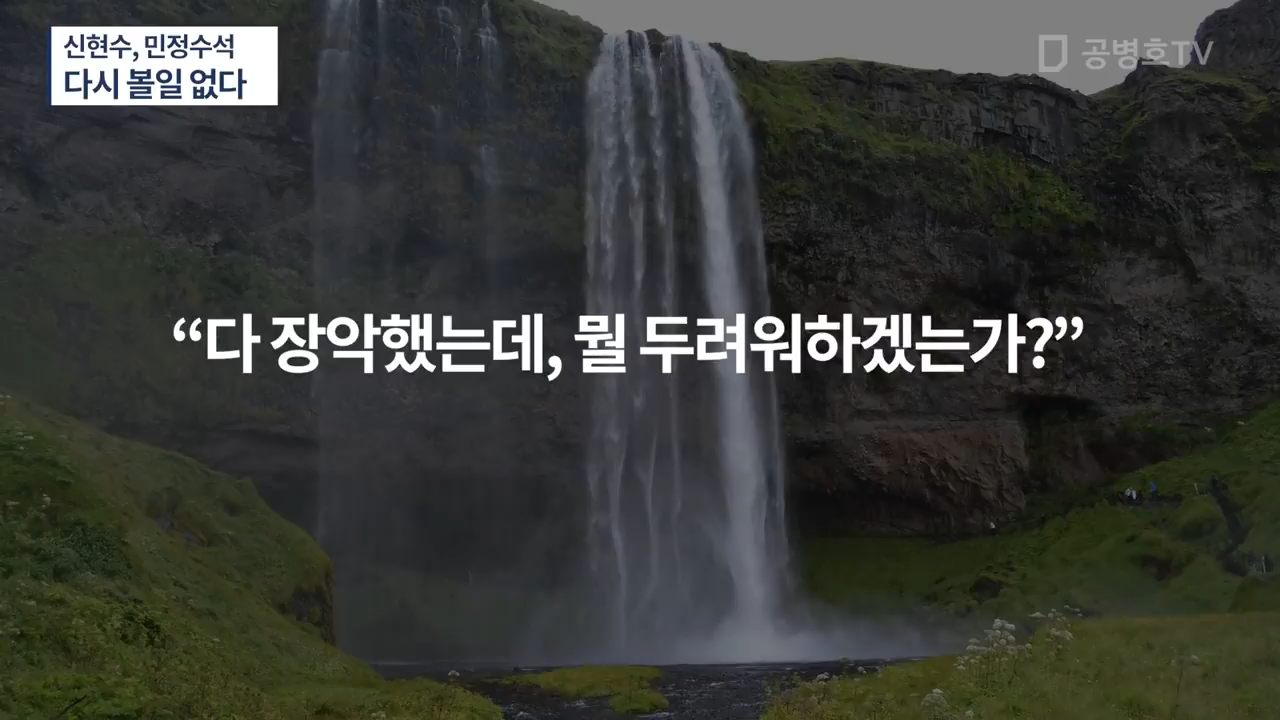 신현수, 민정수석
다시 볼일 없다
공병호TV
“다 장악했는데, 뭘 두려워하겠는가?”